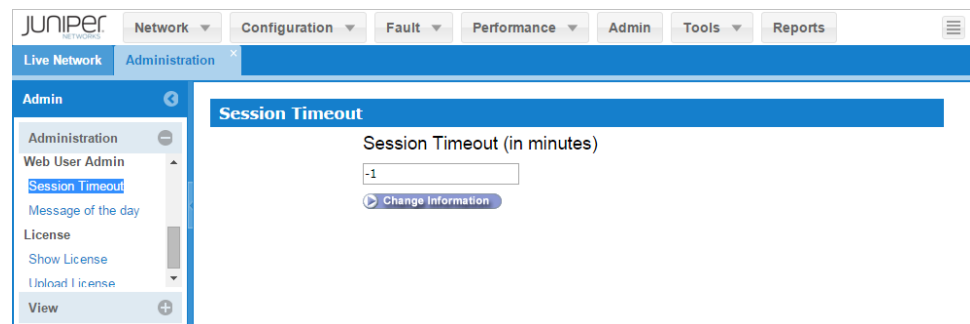 JUNIPER
NETWORKS
Network Configuration Fault Performance Admin Tools Reports
Live Network Administration ×
Admin
Session Timeout
Administration
Session Timeout (in minutes)
Web User Admin
-1
Session Timeout
Change Information
Message of the day
License
Show License
Upload License
View